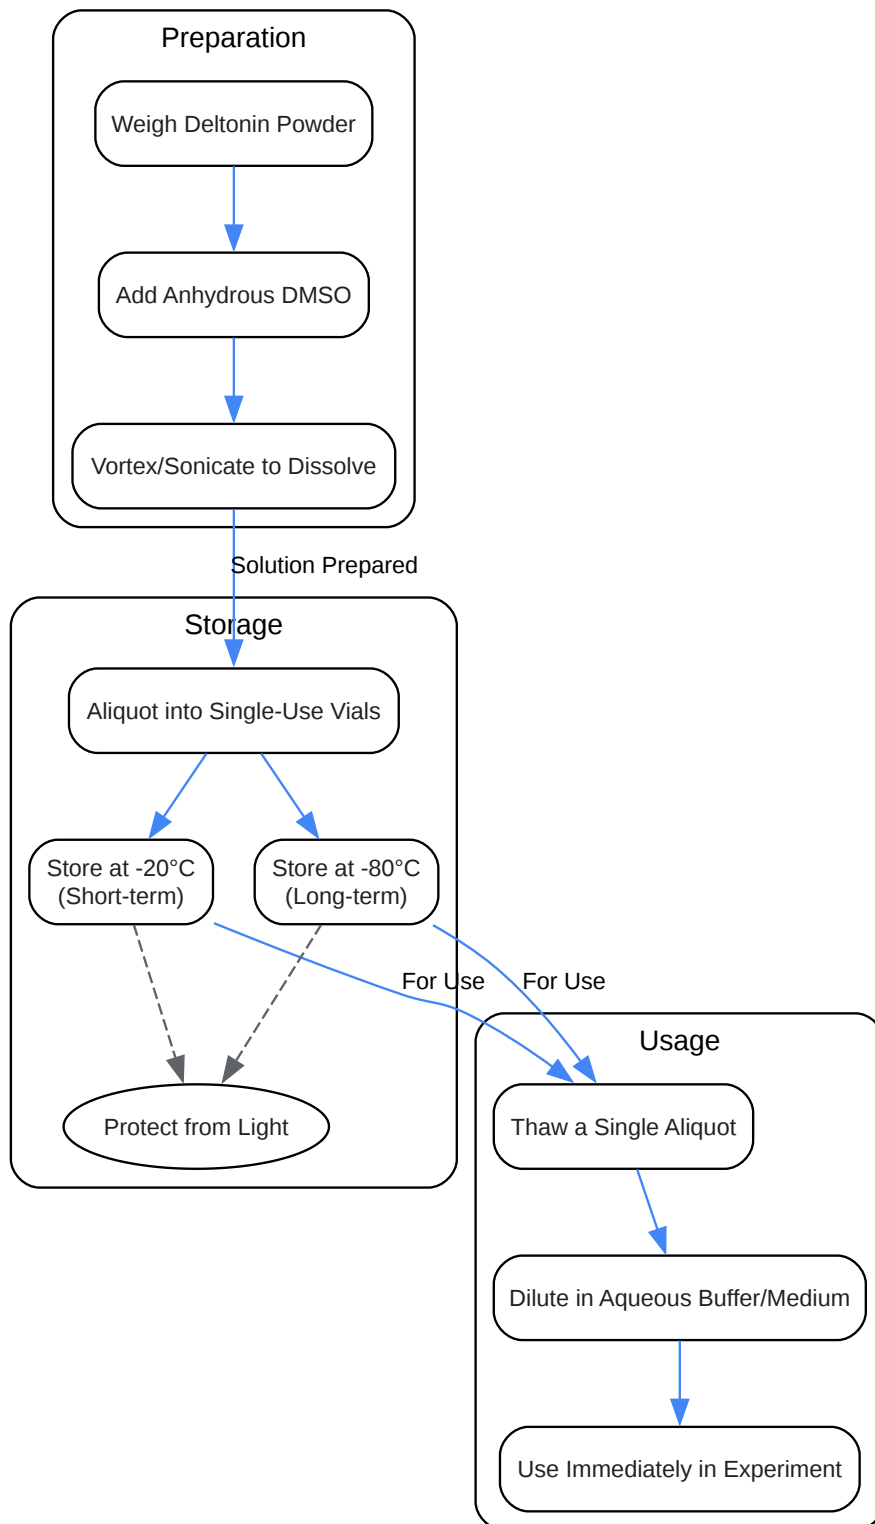 Preparation
Weigh Deltonin Powder
Add Anhydrous DMSO
Vortex/Sonicate to Dissolve
Solution Prepared
Storage
Aliquot into Single-Use Vials
Store at -20°C
(Short-term)
Store at -80°C
(Long-term)
For Use
For Use
Protect from Light
Usage
Thaw a Single Aliquot
Dilute in Aqueous Buffer/Medium
Use Immediately in Experiment